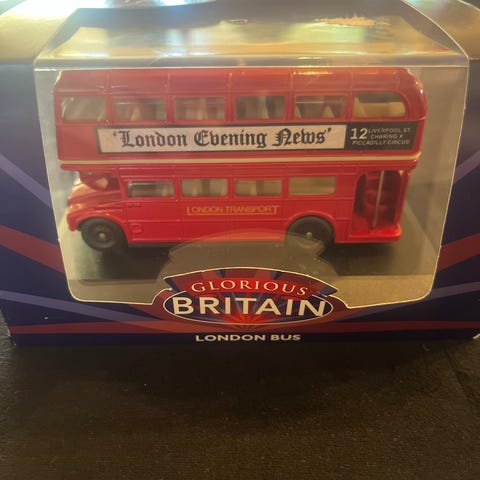 'London Evening News'
12 LIVERPOOL ST.
CHARING X
PICCADILLY CIRCUS
LONDON TRANSPORT
GLORIOUS
BRITAIN
LONDON BUS